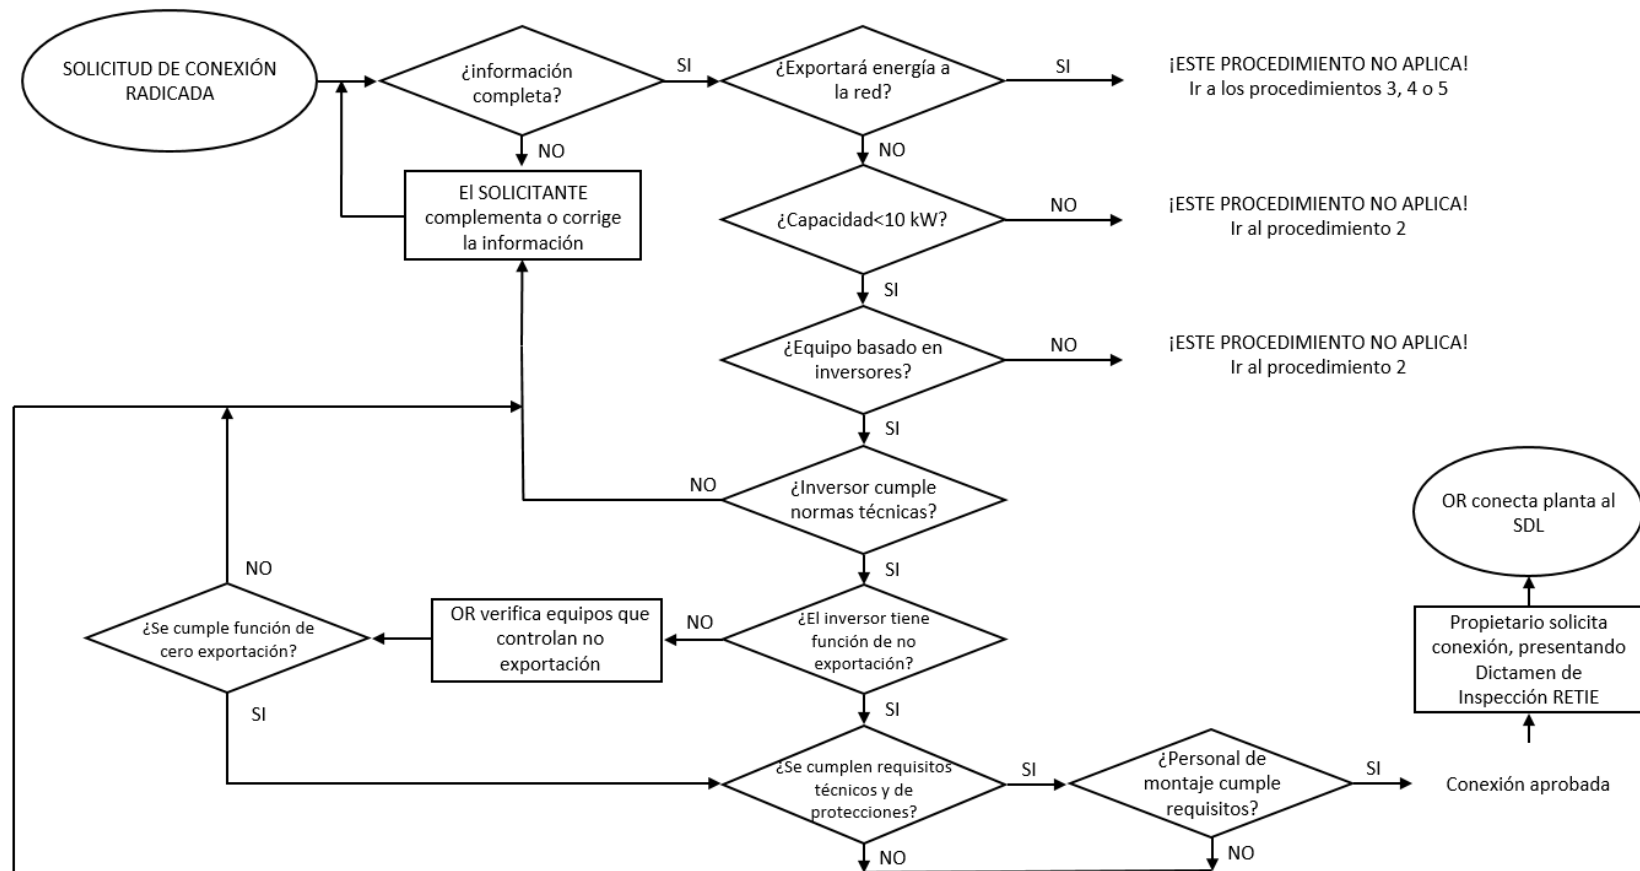 SOLICITUD DE CONEXIÓN
RADICADA
¿información
completa?
SI
¿Exportará energía a
la red?
SI
¡ESTE PROCEDIMIENTO NO APLICA!
Ir a los procedimientos 3, 4 o 5
NO
NO
El SOLICITANTE
complementa o corrige
la información
¿Capacidad<10 kW?
NO
¡ESTE PROCEDIMIENTO NO APLICA!
Ir al procedimiento 2
SI
¿Equipo basado en
inversores?
NO
¡ESTE PROCEDIMIENTO NO APLICA!
Ir al procedimiento 2
SI
¿Inversor cumple
normas técnicas?
NO
SI
¿El inversor tiene
función de no
exportación?
NO
OR verifica equipos que
controlan no
exportación
¿Se cumple función de
cero exportación?
NO
SI
SI
¿Se cumplen requisitos
técnicos y de
protecciones?
SI
NO
¿Personal de
montaje cumple
requisitos?
SI
NO
Conexión aprobada
Propietario solicita
conexión, presentando
Dictamen de
Inspección RETIE
OR conecta planta al
SDL